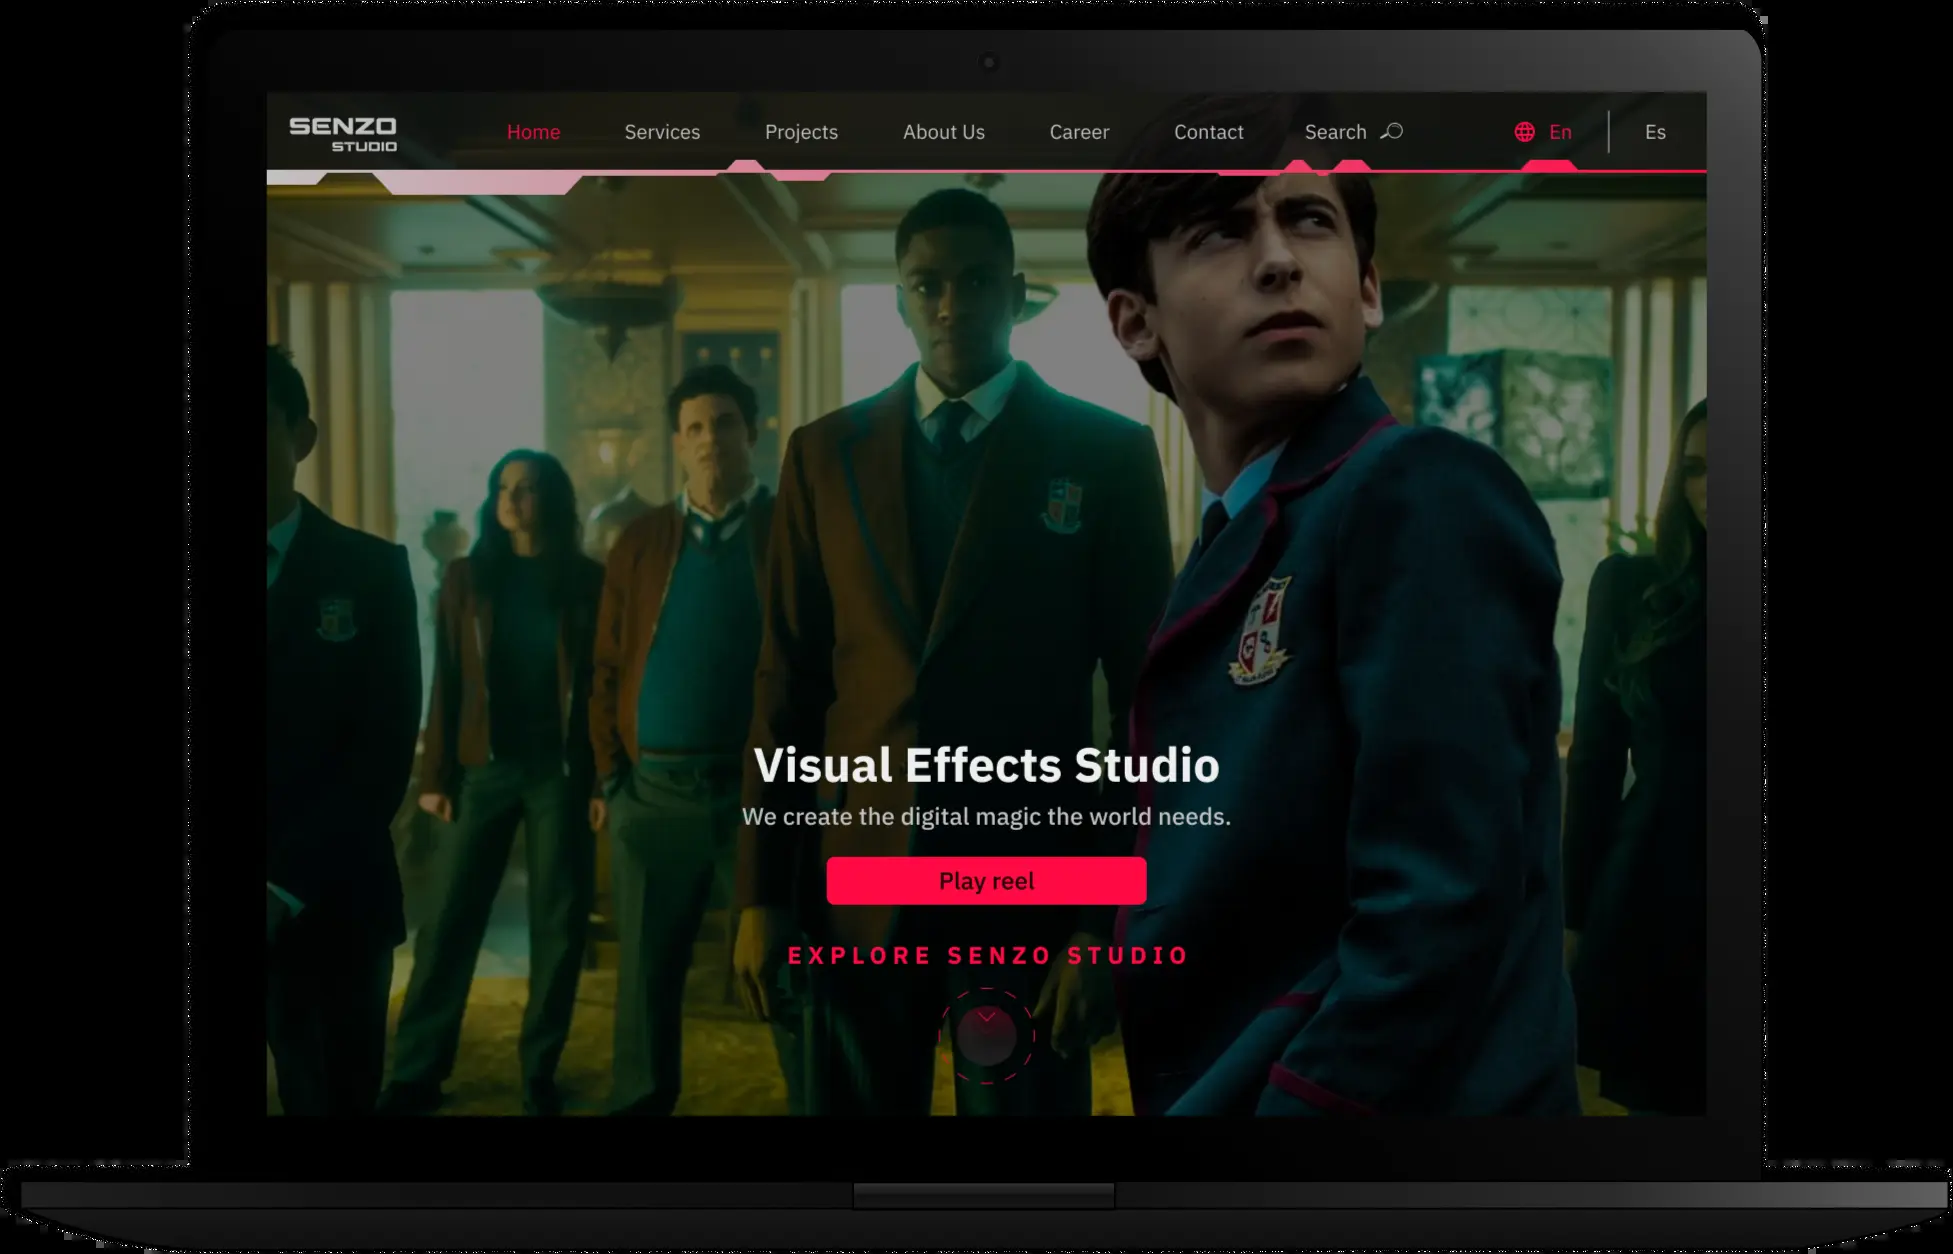 SENZO
STUDIO
Home Services Projects About Us Career Contact Search En Es
Visual Effects Studio
We create the digital magic the world needs.
Play reel
EXPLORE SENZO STUDIO